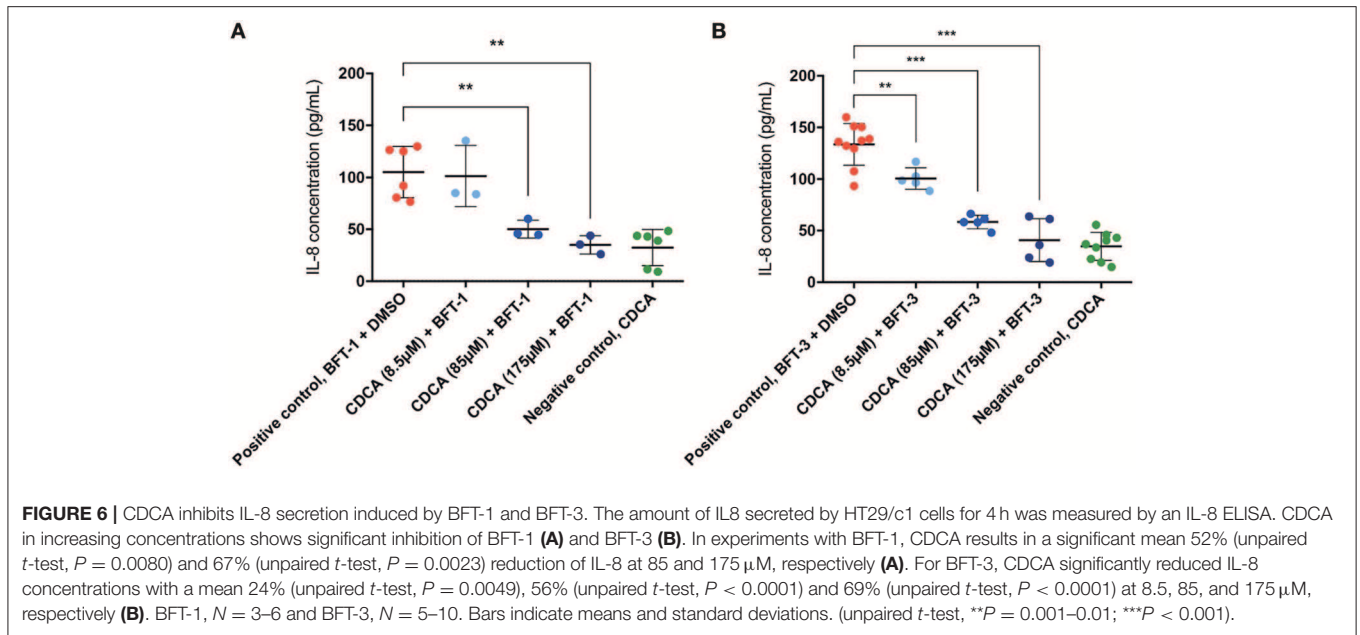 A
**
**
200
150
100
50
0
IL-8 concentration (pg/mL)
Positive control, BFT-1 + DMSO
CDCA (8.5µM) + BFT-1
CDCA (85µM) + BFT-1
CDCA (175µM) + BFT-1
Negative control, CDCA
B
***
***
**
200
150
100
50
0
IL-8 concentration (pg/mL)
Positive control, BFT-3 + DMSO
CDCA (8.5µM) + BFT-3
CDCA (85µM) + BFT-3
CDCA (175µM) + BFT-3
Negative control, CDCA
FIGURE 6 | CDCA inhibits IL-8 secretion induced by BFT-1 and BFT-3. The amount of IL8 secreted by HT29/c1 cells for 4 h was measured by an IL-8 ELISA. CDCA
in increasing concentrations shows significant inhibition of BFT-1 (A) and BFT-3 (B). In experiments with BFT-1, CDCA results in a significant mean 52% (unpaired
t-test, P = 0.0080) and 67% (unpaired t-test, P = 0.0023) reduction of IL-8 at 85 and 175 µM, respectively (A). For BFT-3, CDCA significantly reduced IL-8
concentrations with a mean 24% (unpaired t-test, P = 0.0049), 56% (unpaired t-test, P < 0.0001) and 69% (unpaired t-test, P < 0.0001) at 8.5, 85, and 175 µM,
respectively (B). BFT-1, N = 3–6 and BFT-3, N = 5–10. Bars indicate means and standard deviations. (unpaired t-test, **P = 0.001–0.01; ***P < 0.001).